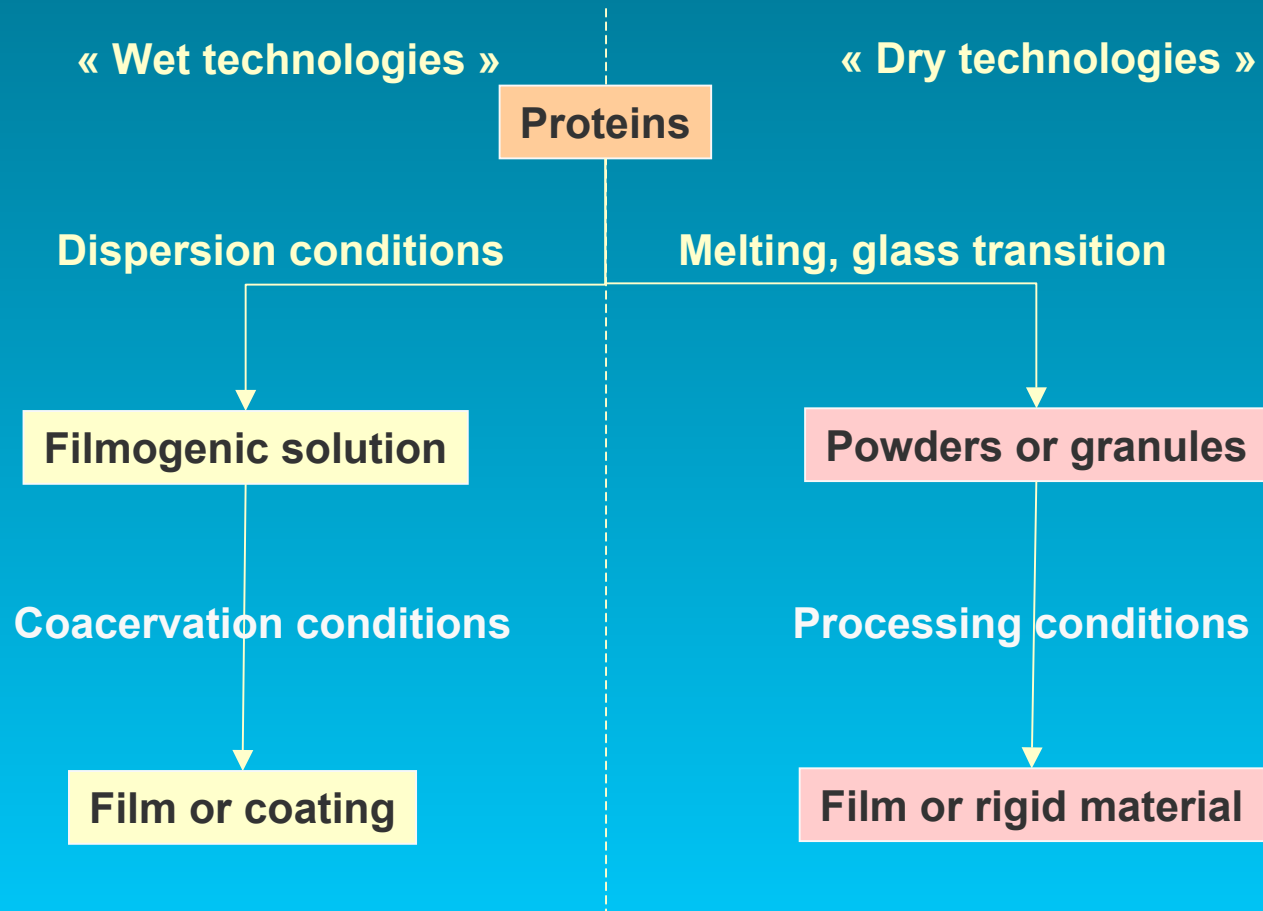 « Wet technologies »
« Dry technologies »
Proteins
Dispersion conditions
Melting, glass transition
Filmogenic solution
Powders or granules
Coacervation conditions
Processing conditions
Film or coating
Film or rigid material